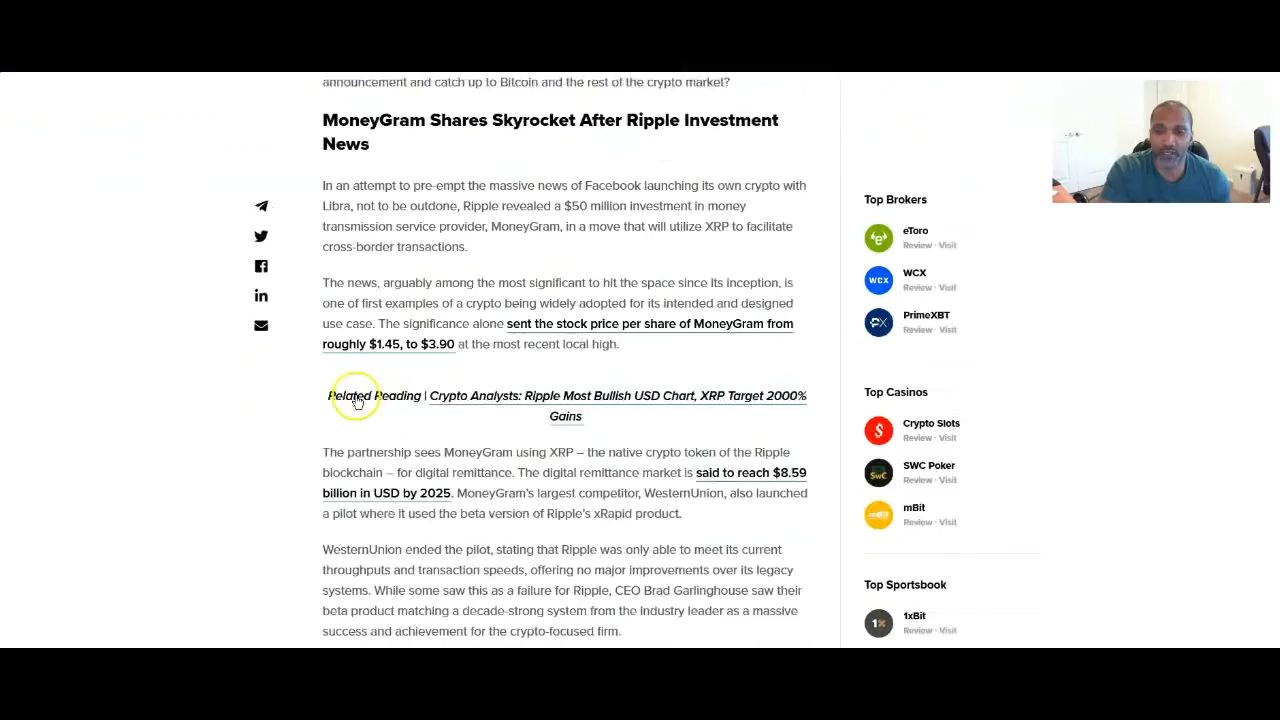 announcement and catch up to Bitcoin and the rest of the crypto market?
MoneyGram Shares Skyrocket After Ripple Investment
News
In an attempt to pre-empt the massive news of Facebook launching its own crypto with
Libra, not to be outdone, Ripple revealed a $50 million investment in money
transmission service provider, MoneyGram, in a move that will utilize XRP to facilitate
cross-border transactions.
The news, arguably among the most significant to hit the space since its inception, is
one of first examples of a crypto being widely adopted for its intended and designed
use case. The significance alone sent the stock price per share of MoneyGram from
roughly $1.45, to $3.90 at the most recent local high.
Related Reading | Crypto Analysts: Ripple Most Bullish USD Chart, XRP Target 2000%
Gains
The partnership sees MoneyGram using XRP – the native crypto token of the Ripple
blockchain – for digital remittance. The digital remittance market is said to reach $8.59
billion in USD by 2025. MoneyGram's largest competitor, WesternUnion, also launched
a pilot where it used the beta version of Ripple's xRapid product.
WesternUnion ended the pilot, stating that Ripple was only able to meet its current
throughputs and transaction speeds, offering no major improvements over its legacy
systems. While some saw this as a failure for Ripple, CEO Brad Garlinghouse saw their
beta product matching a decade-strong system from the industry leader as a massive
success and achievement for the crypto-focused firm.
Top Brokers
eToro
Review · Visit
WCX
WCX
Review · Visit
PrimeXBT
Review · Visit
Top Casinos
Crypto Slots
Review · Visit
SWC Poker
SwC
Review · Visit
mBit
Review · Visit
Top Sportsbook
1xBit
1x
Review · Visit